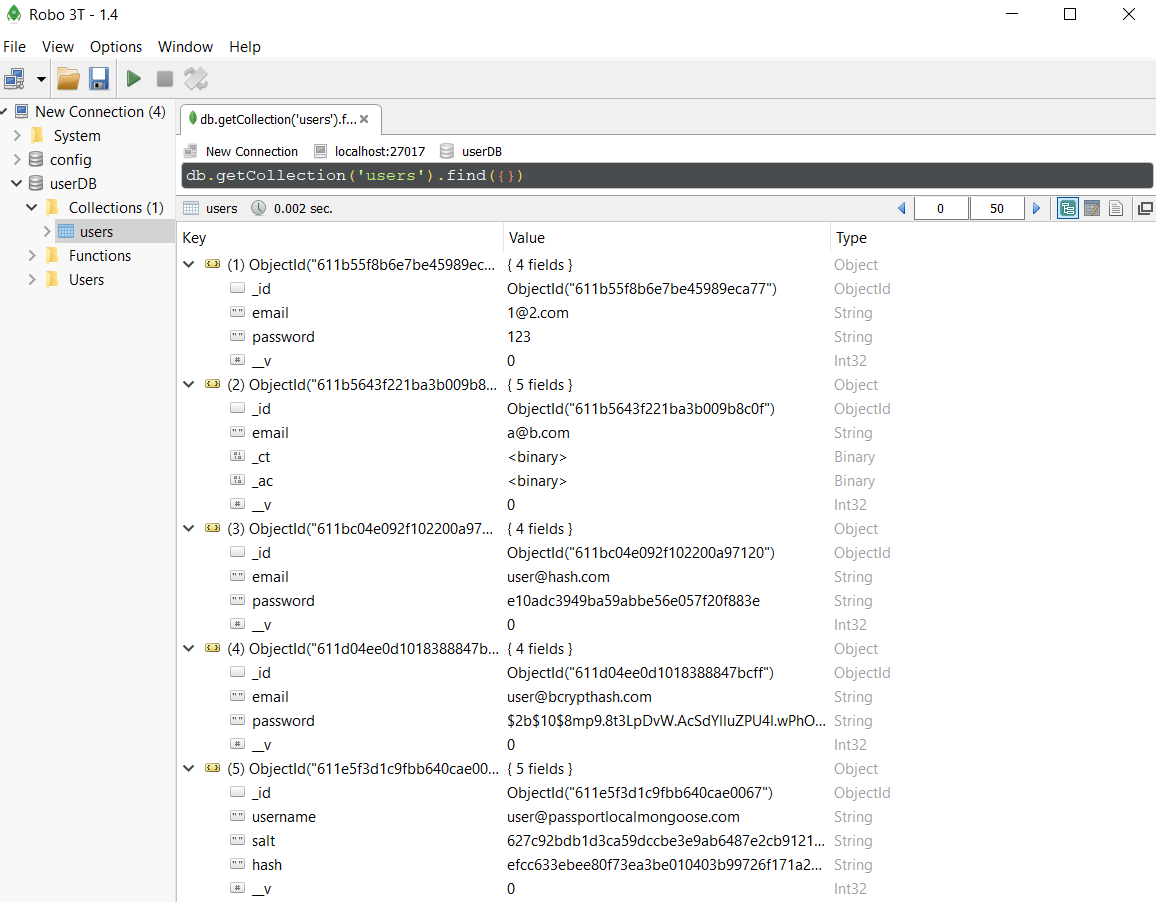 Robo 3T - 1.4
File View Options Window Help
New Connection (4)
System
config
userDB
Collections (1)
users
Functions
Users
db.getCollection('users').f...
New Connection localhost:27017 userDB
db.getCollection('users').find({})
users 0.002 sec. 0 50
Key Value Type
(1) ObjectId("611b55f8b6e7be45989ec... { 4 fields } Object
_id ObjectId("611b55f8b6e7be45989eca77") ObjectId
email 1@2.com String
password 123 String
__v 0 Int32
(2) ObjectId("611b5643f221ba3b009b8... { 5 fields } Object
_id ObjectId("611b5643f221ba3b009b8c0f") ObjectId
email a@b.com String
_ct <binary> Binary
_ac <binary> Binary
__v 0 Int32
(3) ObjectId("611bc04e092f102200a97... { 4 fields } Object
_id ObjectId("611bc04e092f102200a97120") ObjectId
email user@hash.com String
password e10adc3949ba59abbe56e057f20f883e String
__v 0 Int32
(4) ObjectId("611d04ee0d1018388847b... { 4 fields } Object
_id ObjectId("611d04ee0d1018388847bcff") ObjectId
email user@bcrypthash.com String
password $2b$10$8mp9.8t3LpDvW.AcSdYlIuZPU4I.wPhO... String
__v 0 Int32
(5) ObjectId("611e5f3d1c9fbb640cae00... { 5 fields } Object
_id ObjectId("611e5f3d1c9fbb640cae0067") ObjectId
username user@passportlocalmongoose.com String
salt 627c92bdb1d3ca59dccbe3e9ab6487e2cb9121... String
hash efcc633ebee80f73ea3be010403b99726f171a2... String
__v 0 Int32